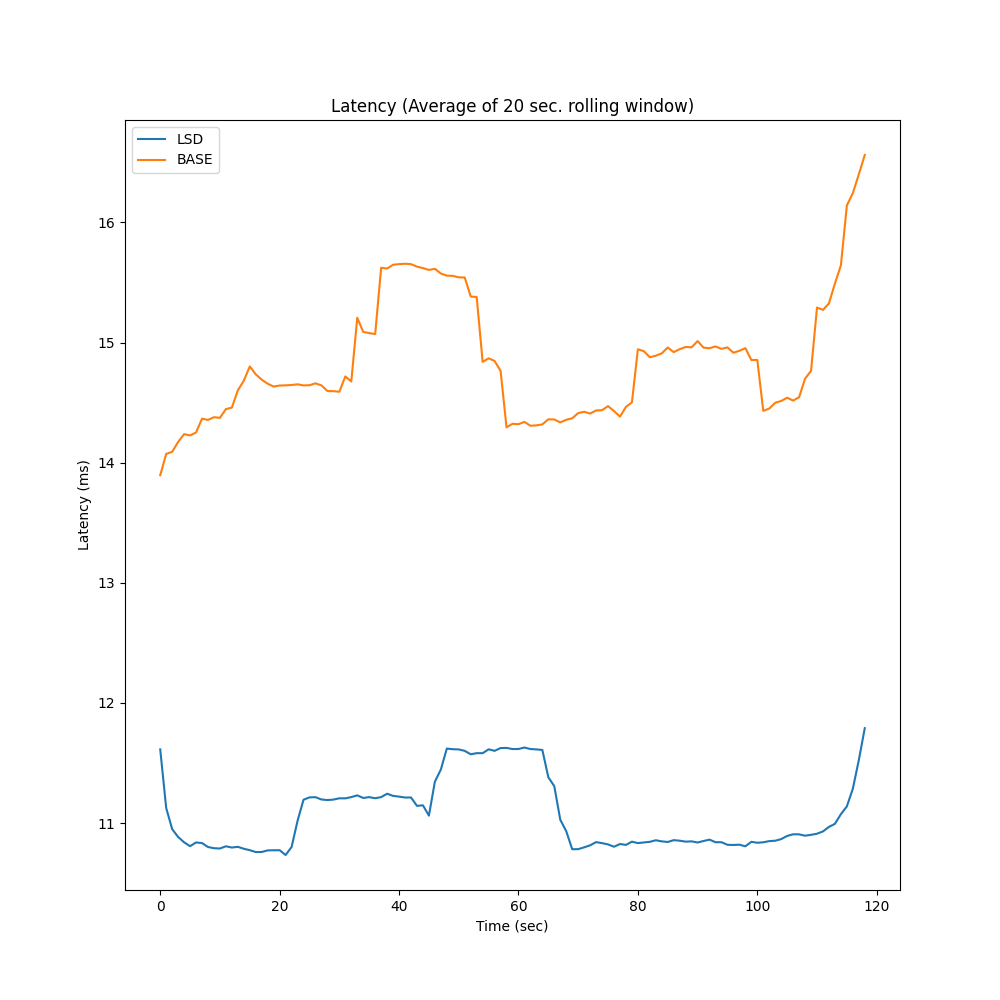 Latency (Average of 20 sec. rolling window)
LSD
BASE
16
15
14
13
12
11
Latency (ms)
0 20 40 60 80 100 120
Time (sec)